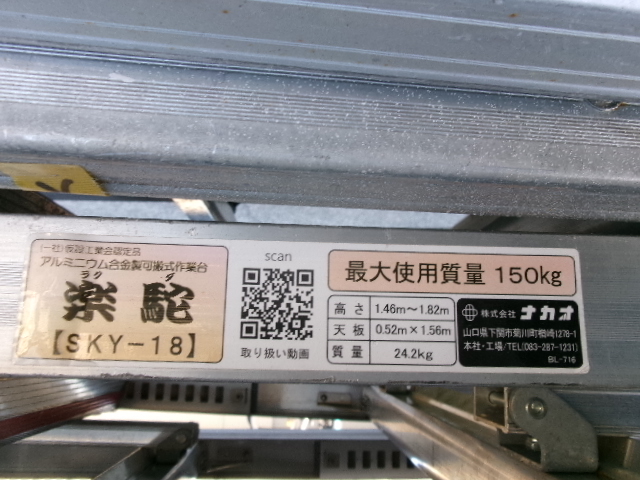 (一社)仮設工業会認定品
アルミニウム合金製可搬式作業台
ラク ダ
楽駝
【SKY-18】
scan
取り扱い動画
最大使用質量 150kg
高さ 1.46m～1.82m
天板 0.52m×1.56m
質量 24.2kg
株式会社 ナカオ
山口県下関市菊川町楢崎1278-1
本社・工場/TEL(083-287-1231)
BL-716